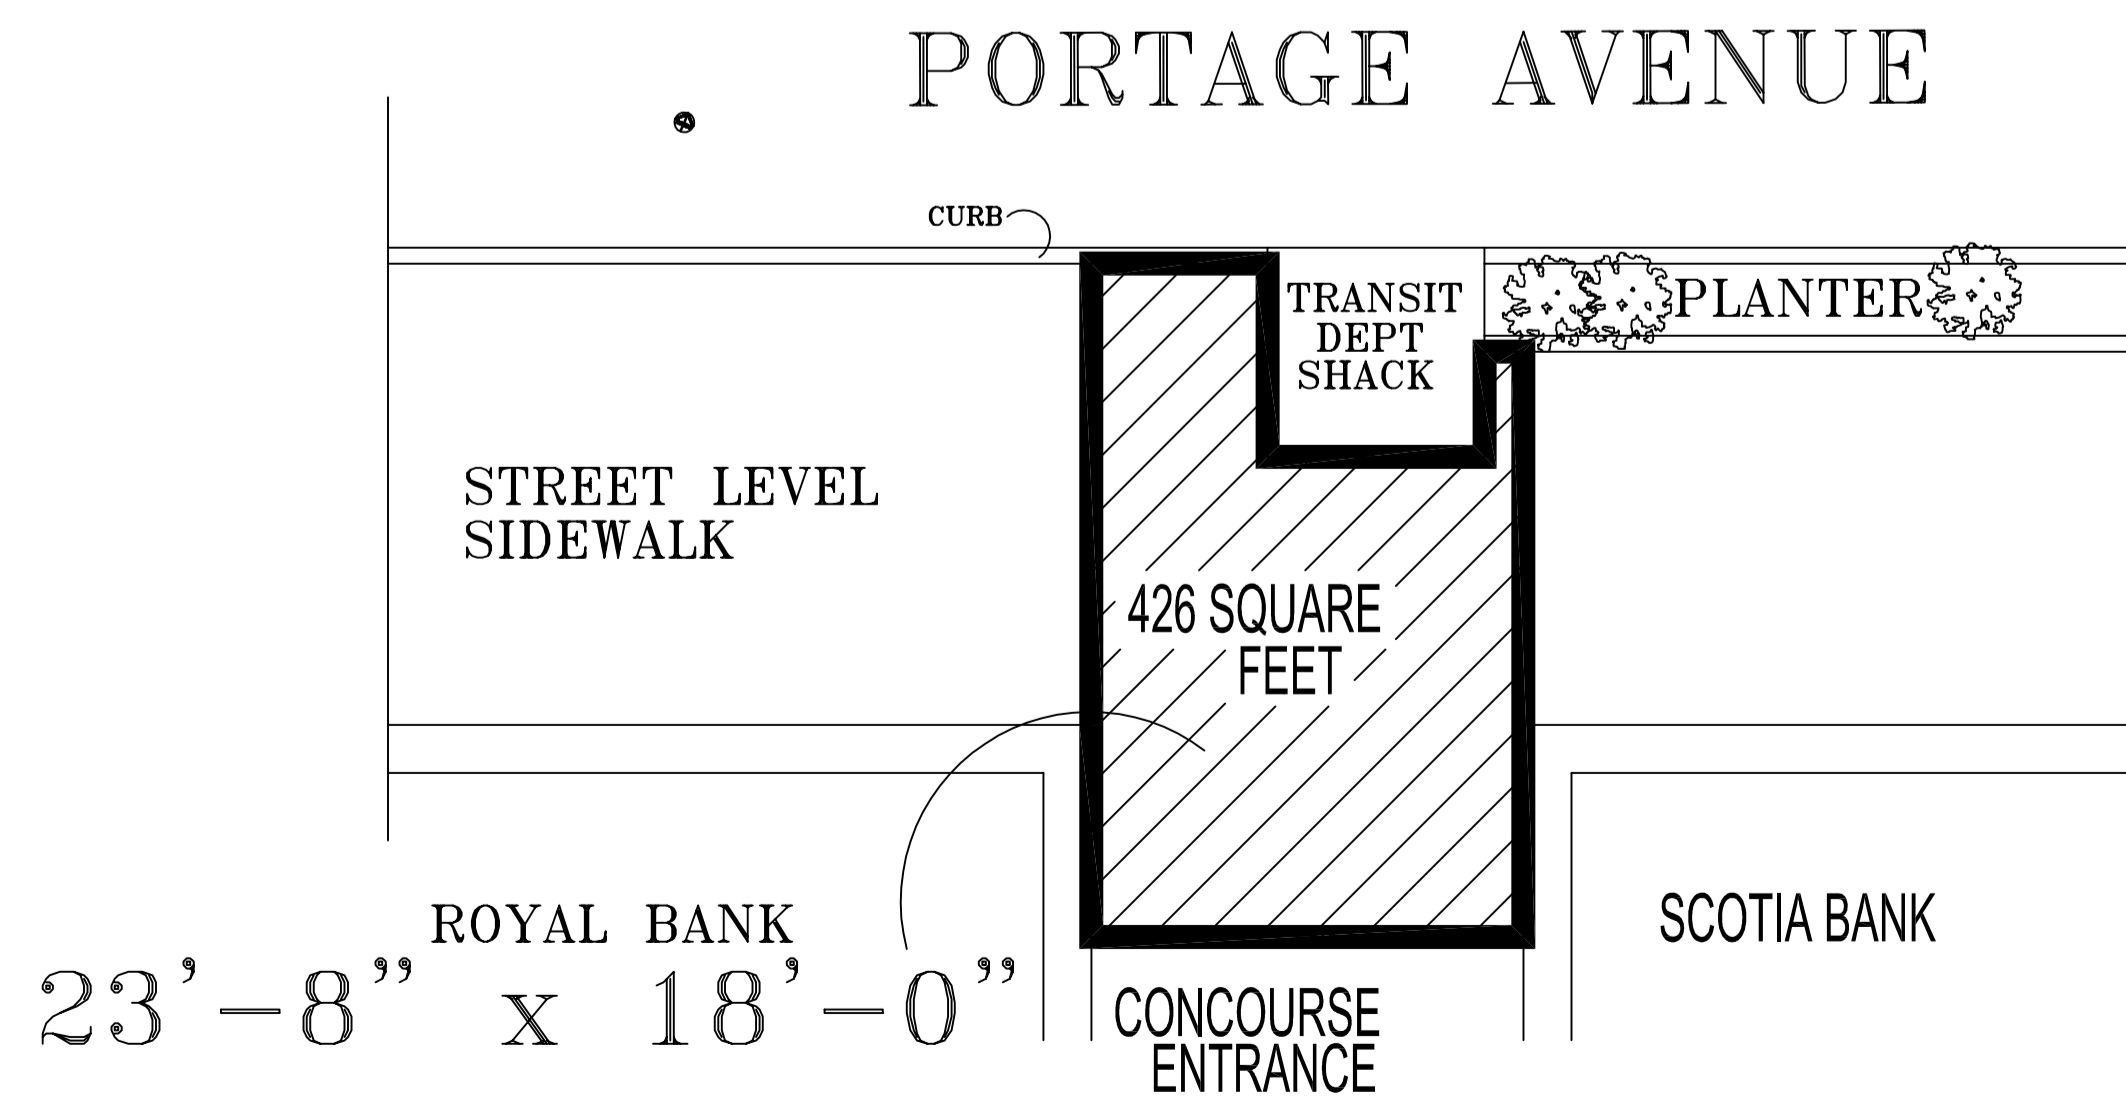 PORTAGE AVENUE
CURB
TRANSIT
DEPT
SHACK
PLANTER
STREET LEVEL
SIDEWALK
426 SQUARE
FEET
ROYAL BANK
SCOTIA BANK
23'-8" x 18'-0"
CONCOURSE
ENTRANCE